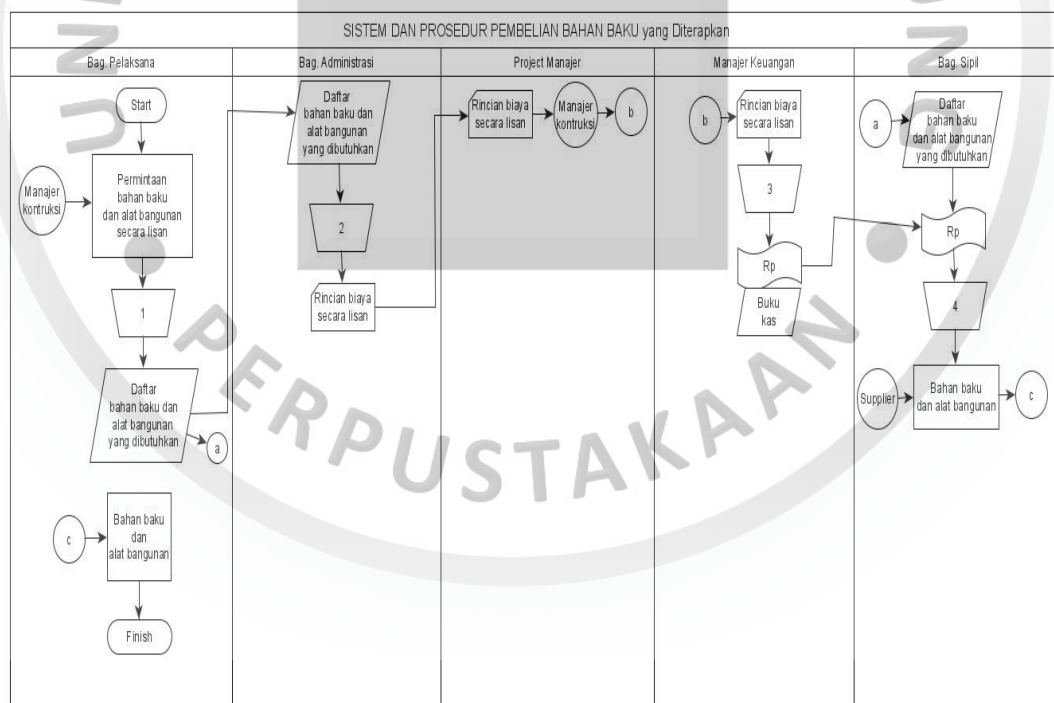 SISTEM DAN PROSEDUR PEMBELIAN BAHAN BAKU yang Diterapkan
Bag. Pelaksana
Bag. Administrasi
Project Manajer
Manajer Keuangan
Bag. Sipil
Start
Manajer
kontruksi
Permintaan
bahan baku
dan alat bangunan
secara lisan
1
Daftar
bahan baku dan
alat bangunan
yang dibutuhkan
a
c
Bahan baku
dan
alat bangunan
Finish
Daftar
bahan baku dan
alat bangunan
yang dibutuhkan
2
Rincian biaya
secara lisan
Rincian biaya
secara lisan
Manajer
kontruksi
b
b
Rincian biaya
secara lisan
3
Rp
Buku
kas
a
Daftar
bahan baku
dan alat bangunan
yang dibutuhkan
Rp
4
Supplier
Bahan baku
dan alat bangunan
c
PERPUSTAKAAN
UN